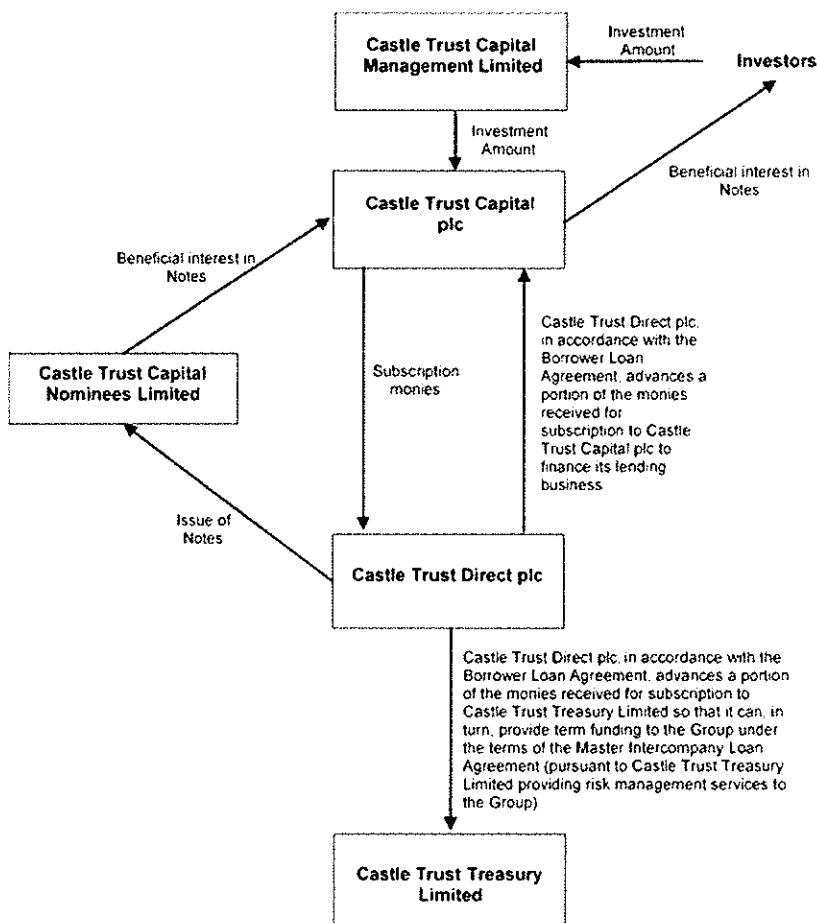 Castle Trust Capital
Management Limited
Investment
Amount
Investors
Investment
Amount
Beneficial interest in
Notes
Castle Trust Capital
plc
Beneficial interest in
Notes
Castle Trust Capital
Nominees Limited
Subscription
monies
Castle Trust Direct plc,
in accordance with the
Borrower Loan
Agreement, advances a
portion of the monies
received for
subscription to Castle
Trust Capital plc to
finance its lending
business
Issue of
Notes
Castle Trust Direct plc
Castle Trust Direct plc, in accordance with the
Borrower Loan Agreement, advances a portion
of the monies received for subscription to
Castle Trust Treasury Limited so that it can, in
turn, provide term funding to the Group under
the terms of the Master Intercompany Loan
Agreement (pursuant to Castle Trust Treasury
Limited providing risk management services to
the Group)
Castle Trust Treasury
Limited